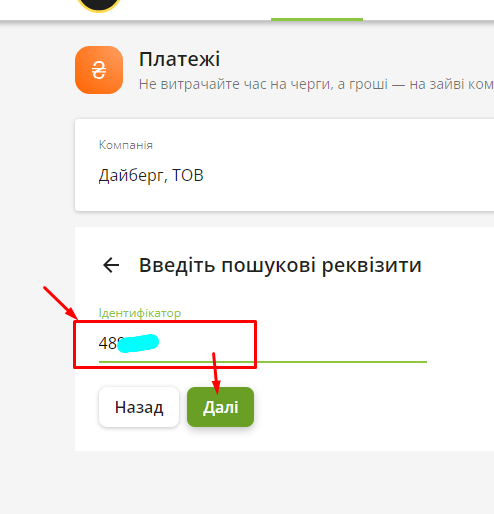 ₴
Платежі
Не витрачайте час на черги, а гроші — на зайві ком
Компанія
Дайберг, ТОВ
← Введіть пошукові реквізити
Ідентифікатор
48
Назад
Далі